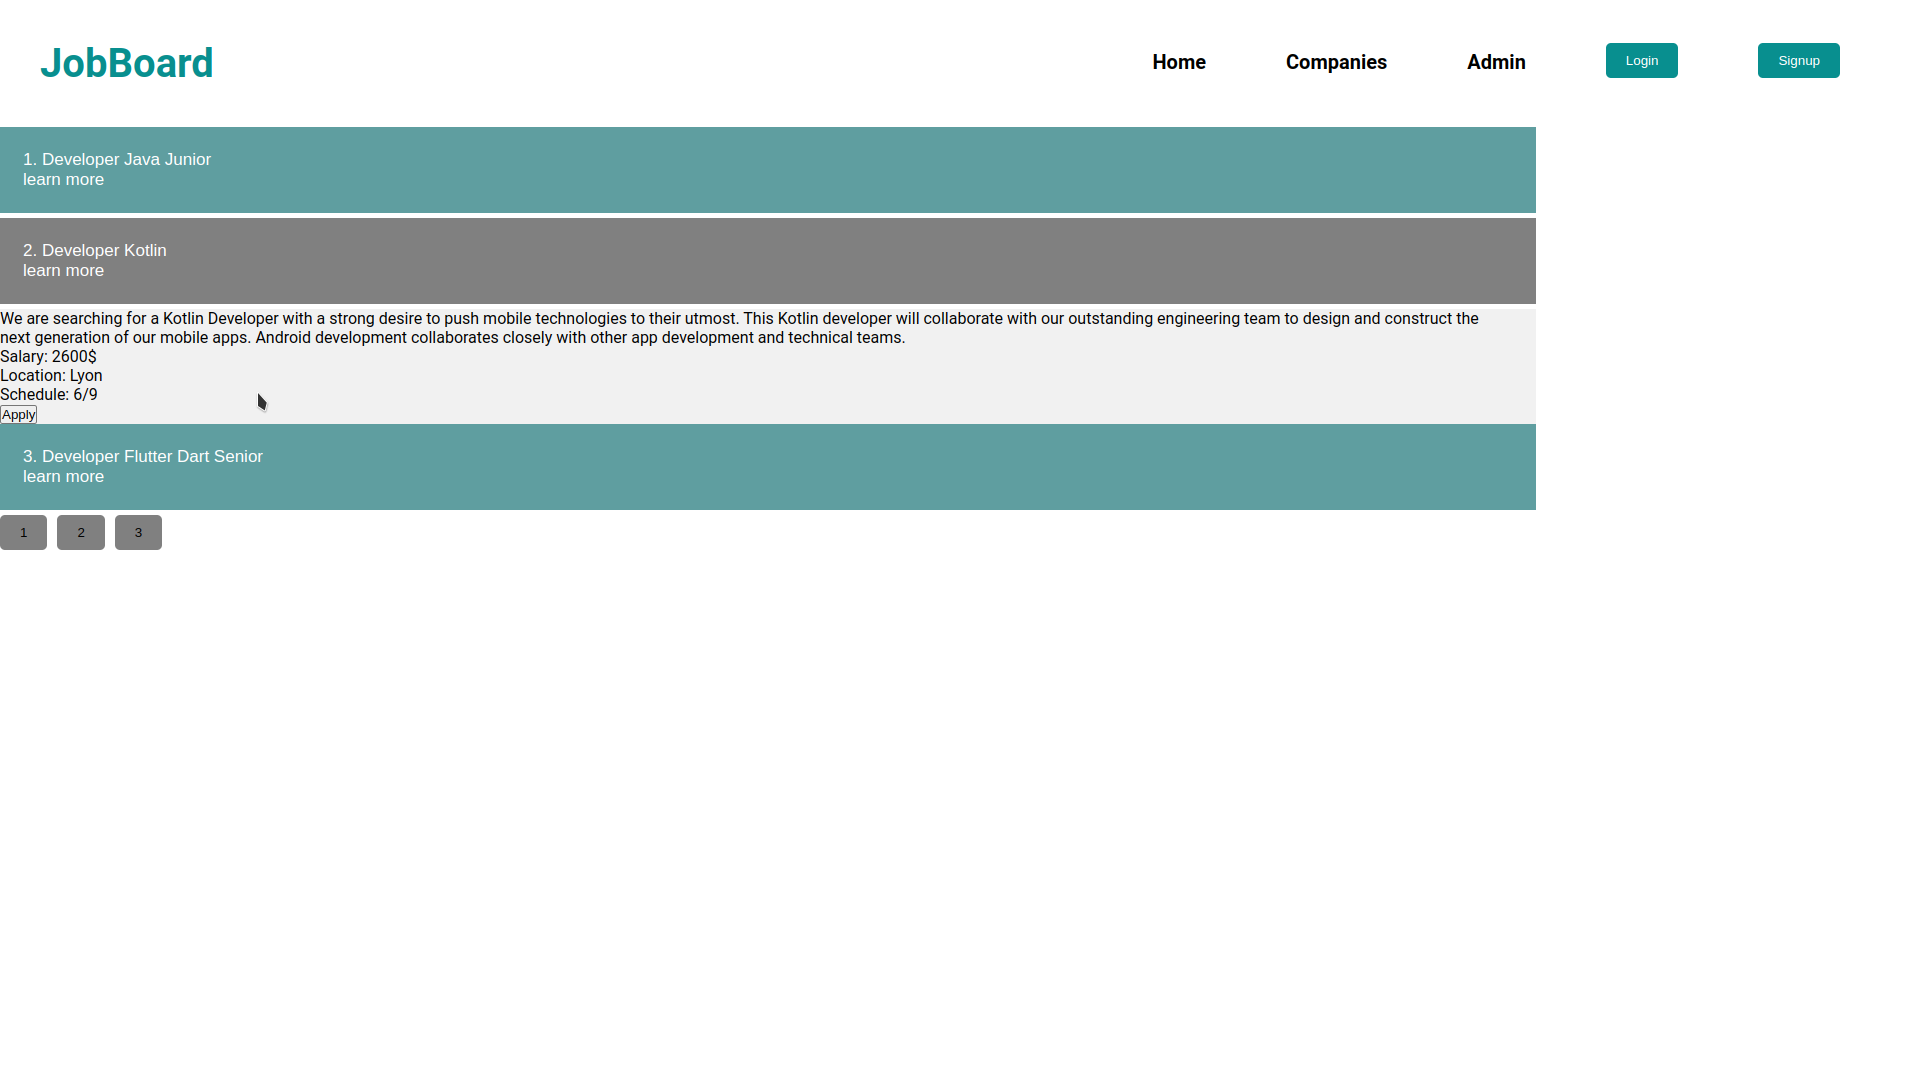 JobBoard
Home
Companies
Admin
Login
Signup
1. Developer Java Junior
learn more
2. Developer Kotlin
learn more
We are searching for a Kotlin Developer with a strong desire to push mobile technologies to their utmost. This Kotlin developer will collaborate with our outstanding engineering team to design and construct the
next generation of our mobile apps. Android development collaborates closely with other app development and technical teams.
Salary: 2600$
Location: Lyon
Schedule: 6/9
Apply
3. Developer Flutter Dart Senior
learn more
1
2
3